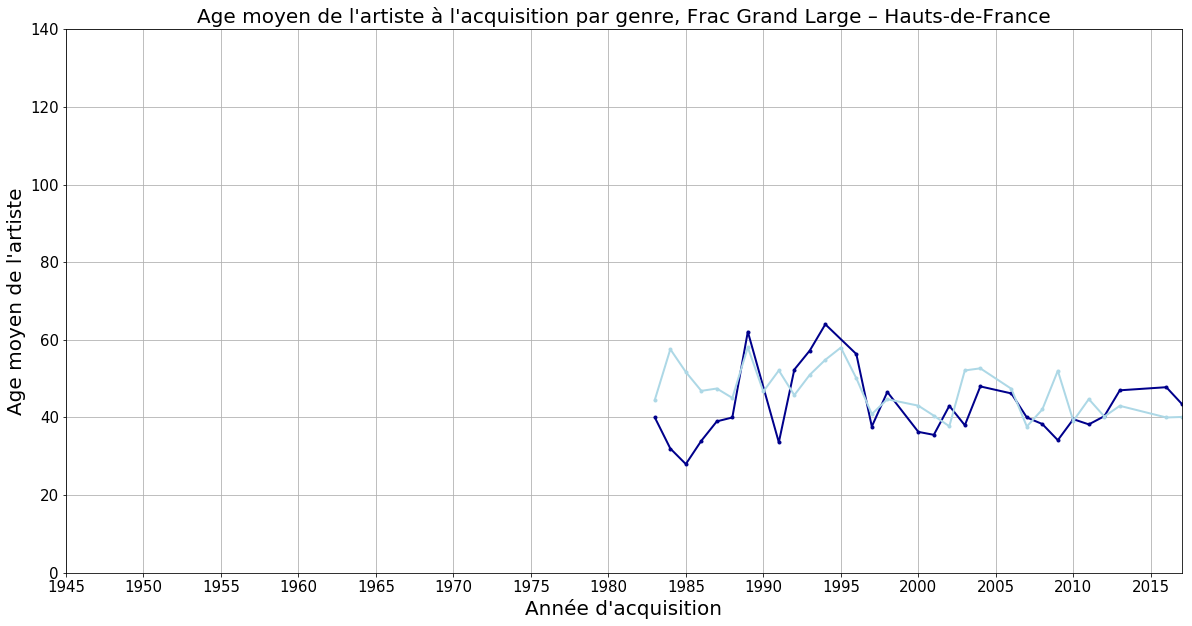 Age moyen de l'artiste à l'acquisition par genre, Frac Grand Large – Hauts-de-France
140
120
100
80
60
40
20
0
Age moyen de l'artiste
1945 1950 1955 1960 1965 1970 1975 1980 1985 1990 1995 2000 2005 2010 2015
Année d'acquisition